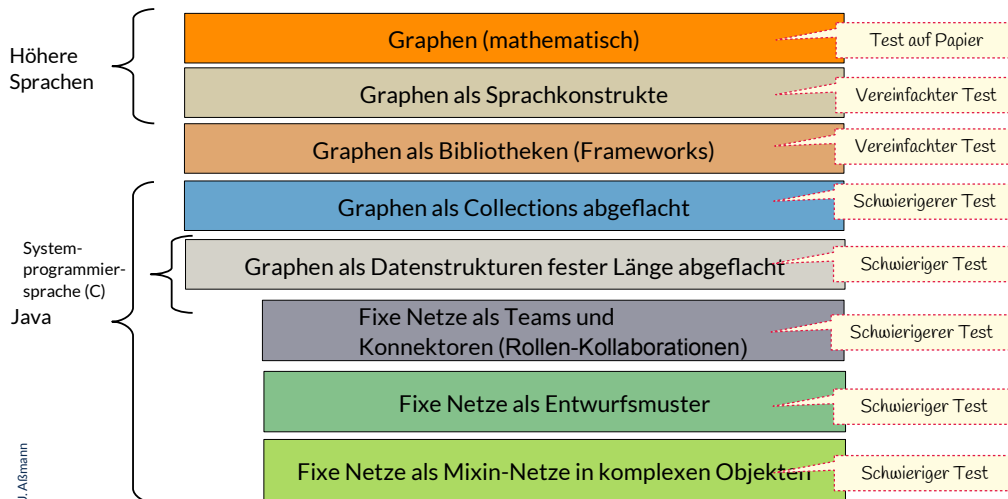 Höhere
Sprachen
Graphen (mathematisch)
Test auf Papier
Graphen als Sprachkonstrukte
Vereinfachter Test
Graphen als Bibliotheken (Frameworks)
Vereinfachter Test
Graphen als Collections abgeflacht
Schwierigerer Test
System-
programmier-
sprache (C)
Java
Graphen als Datenstrukturen fester Länge abgeflacht
Schwieriger Test
Fixe Netze als Teams und
Konnektoren (Rollen-Kollaborationen)
Schwierigerer Test
Fixe Netze als Entwurfsmuster
Schwieriger Test
Fixe Netze als Mixin-Netze in komplexen Objekten
Schwieriger Test
J. Aßmann